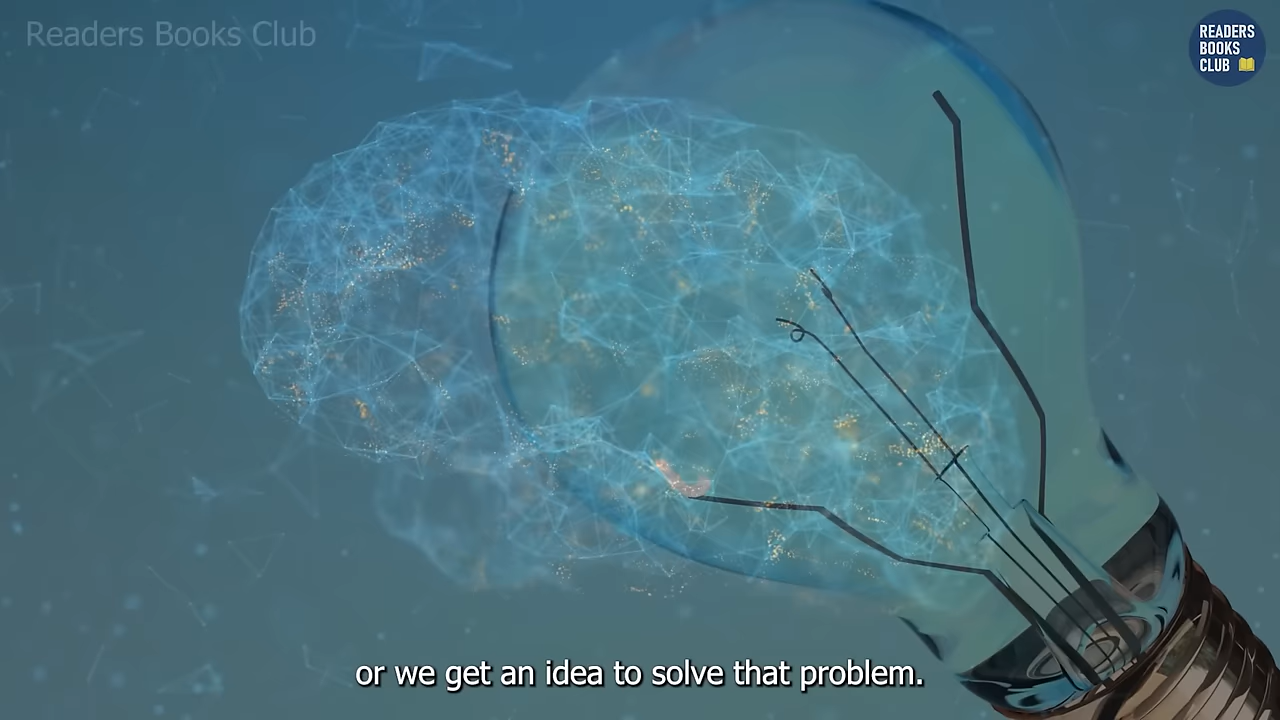 Readers Books Club
READERS
BOOKS
CLUB
or we get an idea to solve that problem.